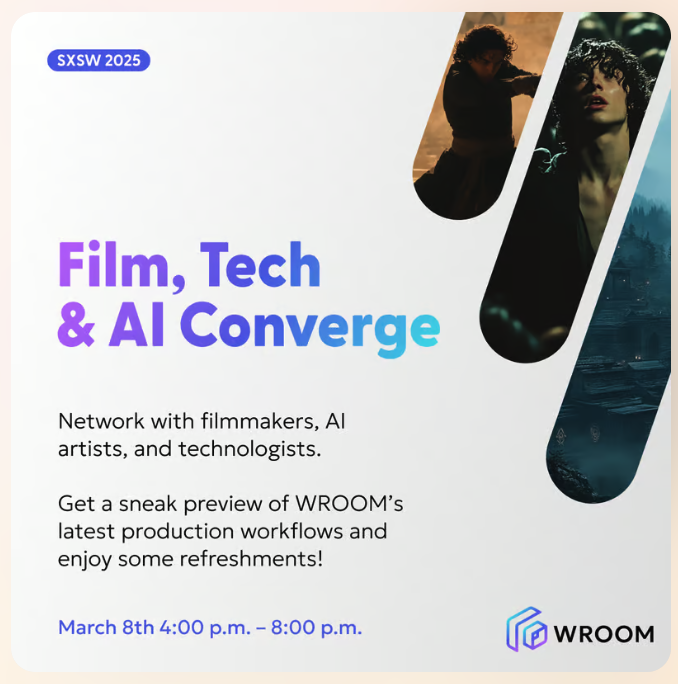 SXSW 2025
Film, Tech
& AI Converge
Network with filmmakers, AI
artists, and technologists.
Get a sneak preview of WROOM’s
latest production workflows and
enjoy some refreshments!
March 8th 4:00 p.m. – 8:00 p.m.
WROOM